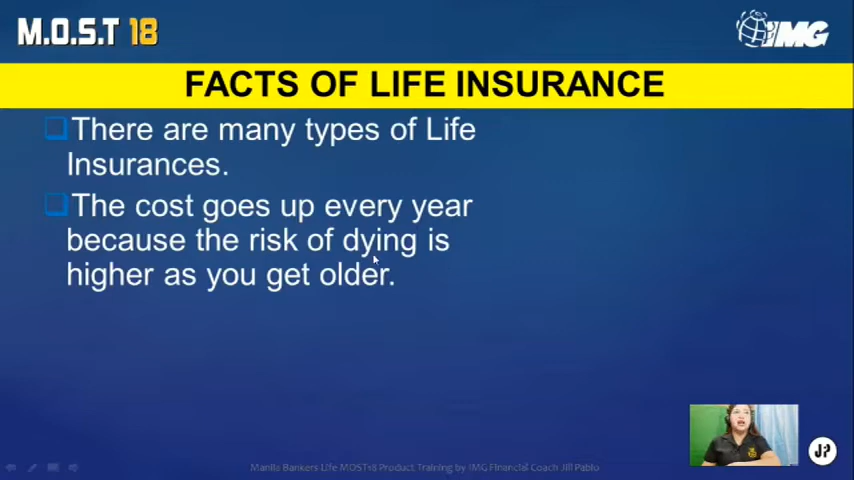 M.O.S.T 18
IMG
FACTS OF LIFE INSURANCE
There are many types of Life
Insurances.
The cost goes up every year
because the risk of dying is
higher as you get older.
JP
Manila Bankers Life MOST18 Product Training by IMG Financial Coach Jill Pablo